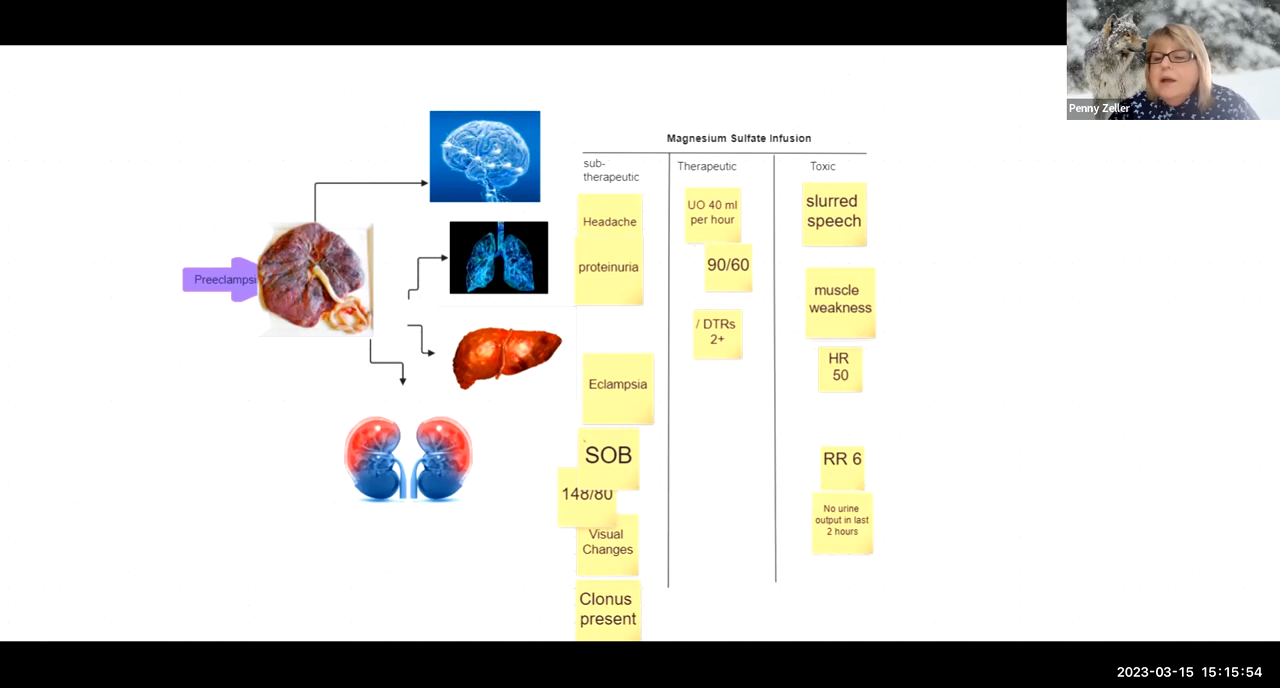 Penny Zeller
Magnesium Sulfate Infusion
sub-
therapeutic
Therapeutic
Toxic
Preeclampsi
Headache
proteinuria
Eclampsia
SOB
148/80
Visual
Changes
Clonus
present
UO 40 ml
per hour
90/60
/ DTRs
2+
slurred
speech
muscle
weakness
HR
50
RR 6
No urine
output in last
2 hours
2023-03-15 15:15:54